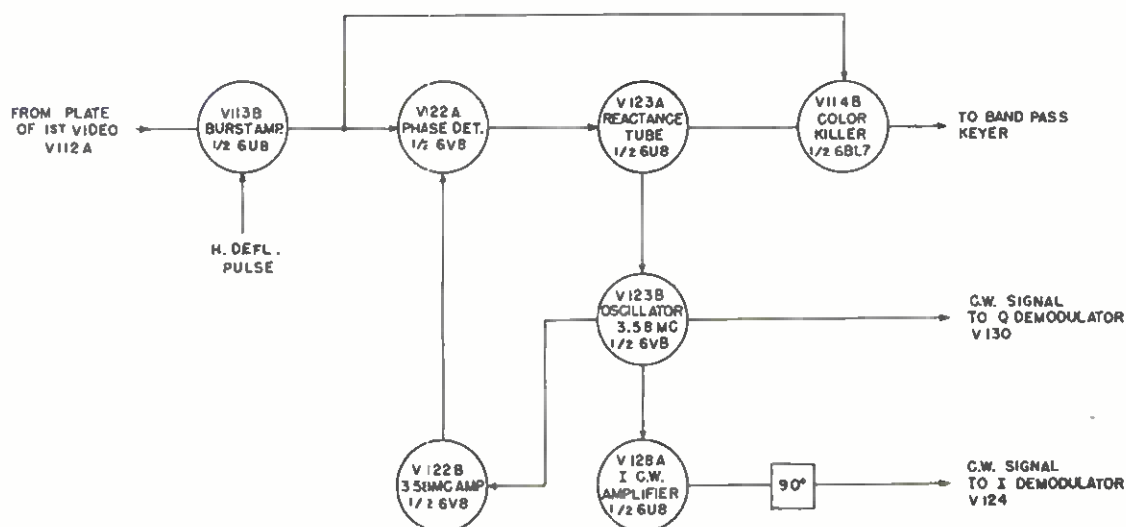 FROM PLATE
OF 1ST VIDEO
V112A
V113B
BURST AMP.
1/2 6U8
H. DEFL.
PULSE
V122A
PHASE DET.
1/2 6V8
V123A
REACTANCE
TUBE
1/2 6U8
V114B
COLOR
KILLER
1/2 6BL7
TO BAND PASS
KEYER
V123B
OSCILLATOR
3.58 MC
1/2 6V8
C.W. SIGNAL
TO Q DEMODULATOR
V130
V122B
3.58MC AMP
1/2 6V8
V128A
I C.W.
AMPLIFIER
1/2 6U8
90°
C.W. SIGNAL
TO I DEMODULATOR
V124